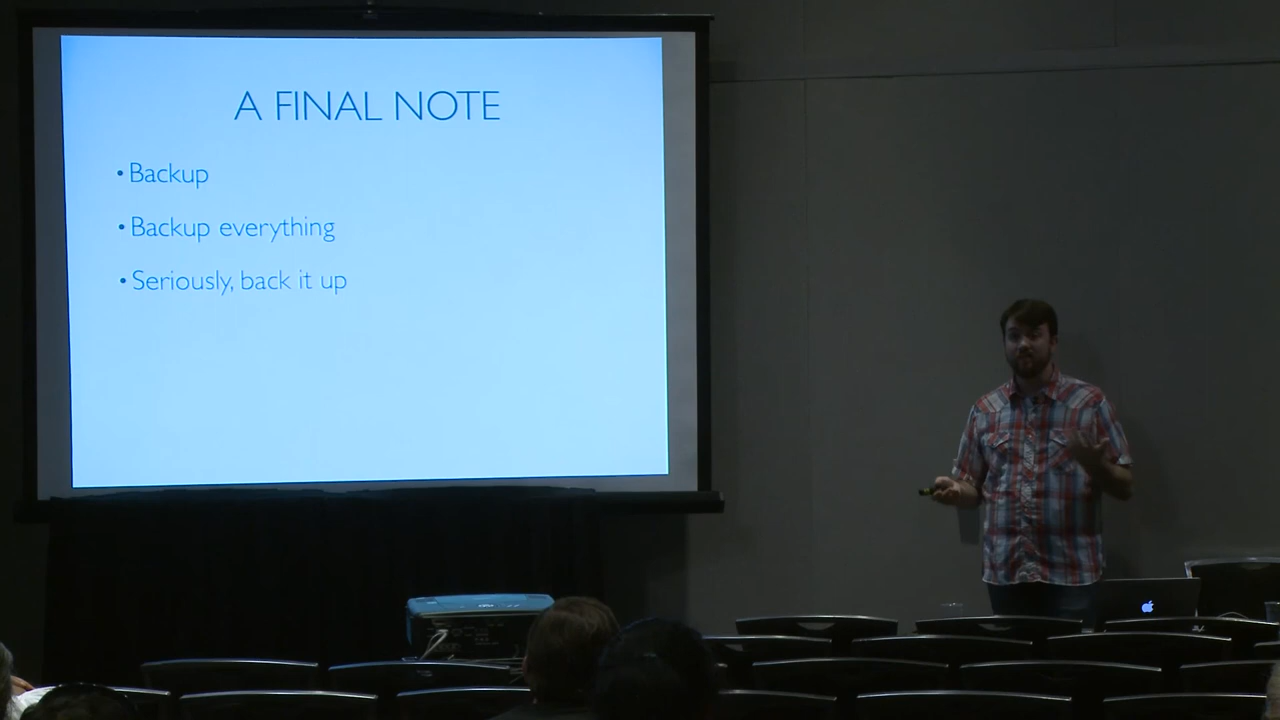 A FINAL NOTE
• Backup
• Backup everything
• Seriously, back it up